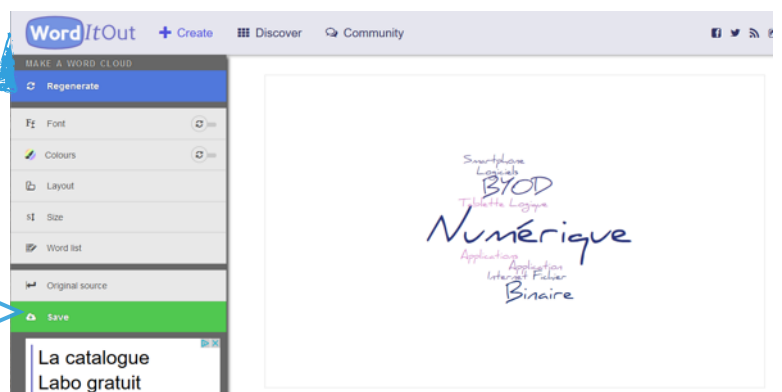 WordItOut
Create
Discover
Community
MAKE A WORD CLOUD
Regenerate
Font
Colours
Layout
Size
Word list
Original source
Save
La catalogue
Labo gratuit
Smartphone
Logiciels
BYOD
Tablette Logique
Numérique
Application
Application
Internet Fichier
Binaire